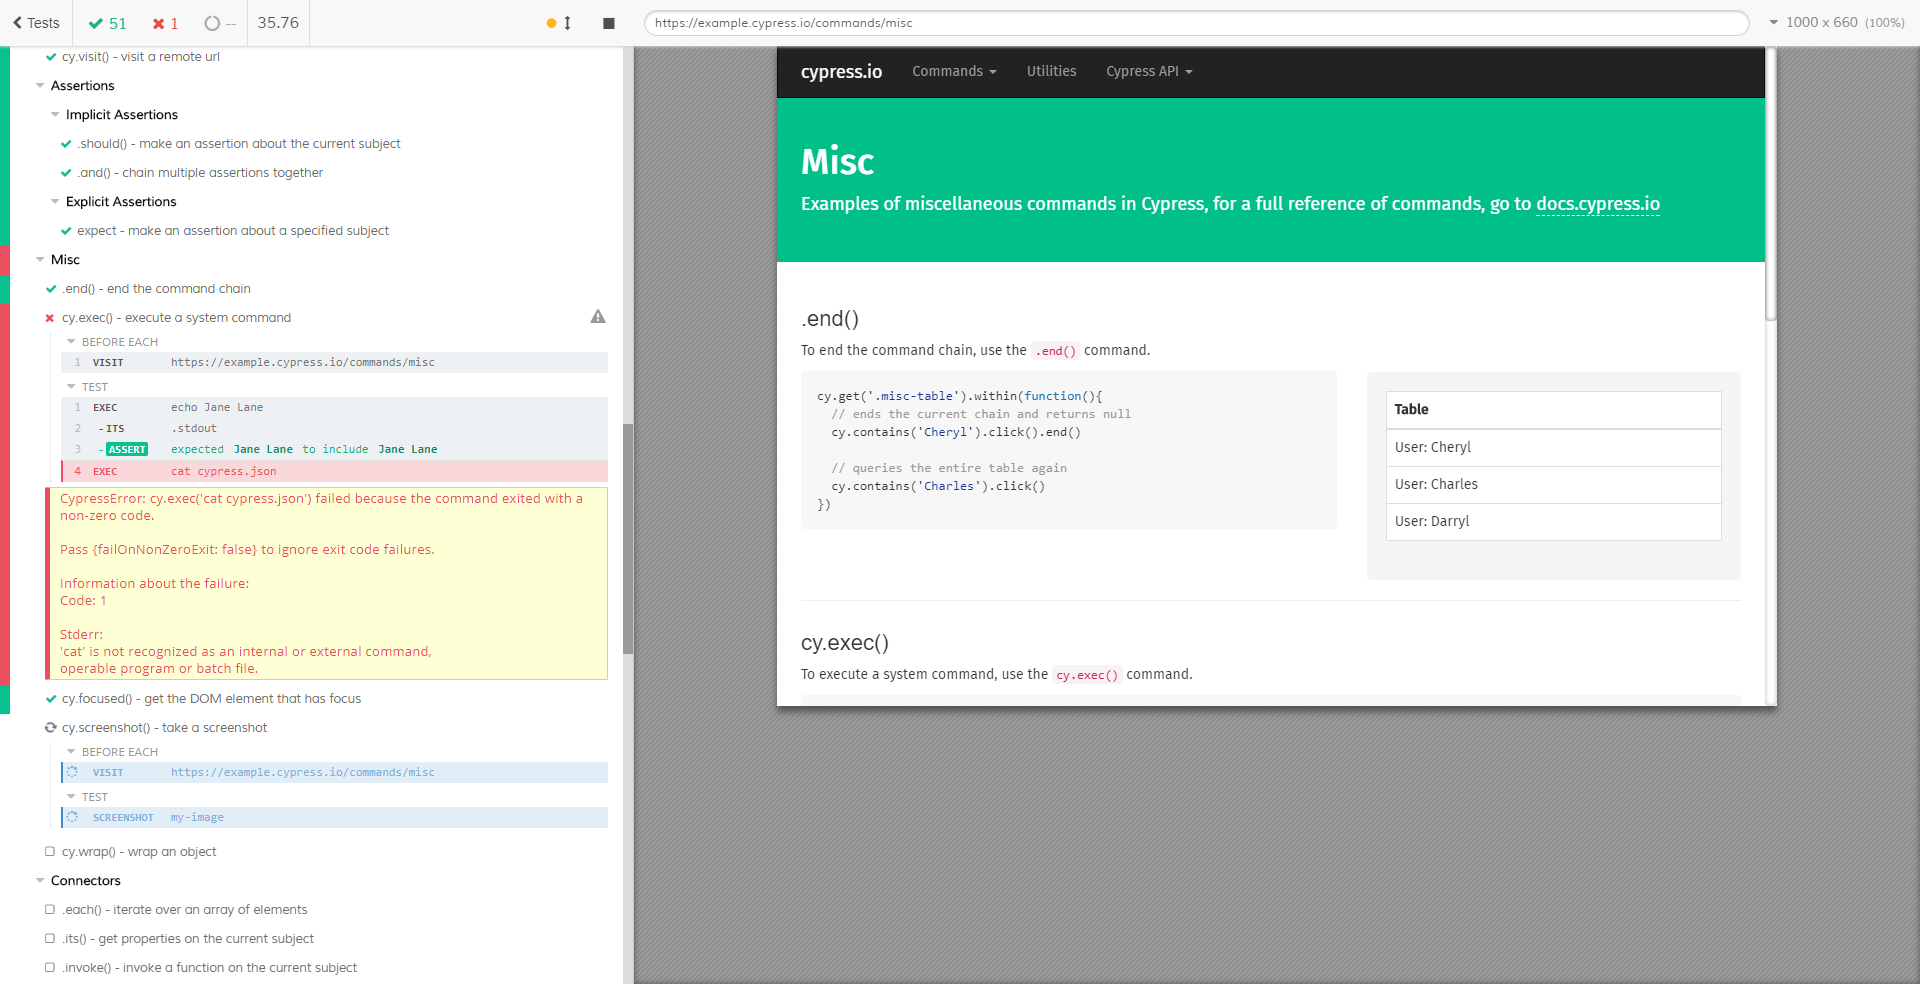 Tests
51
1
--
35.76
https://example.cypress.io/commands/misc
1000 x 660 (100%)
cy.visit() - visit a remote url
Assertions
Implicit Assertions
.should() - make an assertion about the current subject
.and() - chain multiple assertions together
Explicit Assertions
expect - make an assertion about a specified subject
Misc
.end() - end the command chain
cy.exec() - execute a system command
BEFORE EACH
1 VISIT https://example.cypress.io/commands/misc
TEST
1 EXEC echo Jane Lane
2 - ITS .stdout
3 - ASSERT expected Jane Lane to include Jane Lane
4 EXEC cat cypress.json
CypressError: cy.exec('cat cypress.json') failed because the command exited with a
non-zero code.
Pass {failOnNonZeroExit: false} to ignore exit code failures.
Information about the failure:
Code: 1
Stderr:
'cat' is not recognized as an internal or external command,
operable program or batch file.
cy.focused() - get the DOM element that has focus
cy.screenshot() - take a screenshot
BEFORE EACH
VISIT https://example.cypress.io/commands/misc
TEST
SCREENSHOT my-image
cy.wrap() - wrap an object
Connectors
.each() - iterate over an array of elements
.its() - get properties on the current subject
.invoke() - invoke a function on the current subject
cypress.io Commands Utilities Cypress API
Misc
Examples of miscellaneous commands in Cypress, for a full reference of commands, go to docs.cypress.io
.end()
To end the command chain, use the .end() command.
cy.get('.misc-table').within(function(){
// ends the current chain and returns null
cy.contains('Cheryl').click().end()
// queries the entire table again
cy.contains('Charles').click()
})
Table
User: Cheryl
User: Charles
User: Darryl
cy.exec()
To execute a system command, use the cy.exec() command.